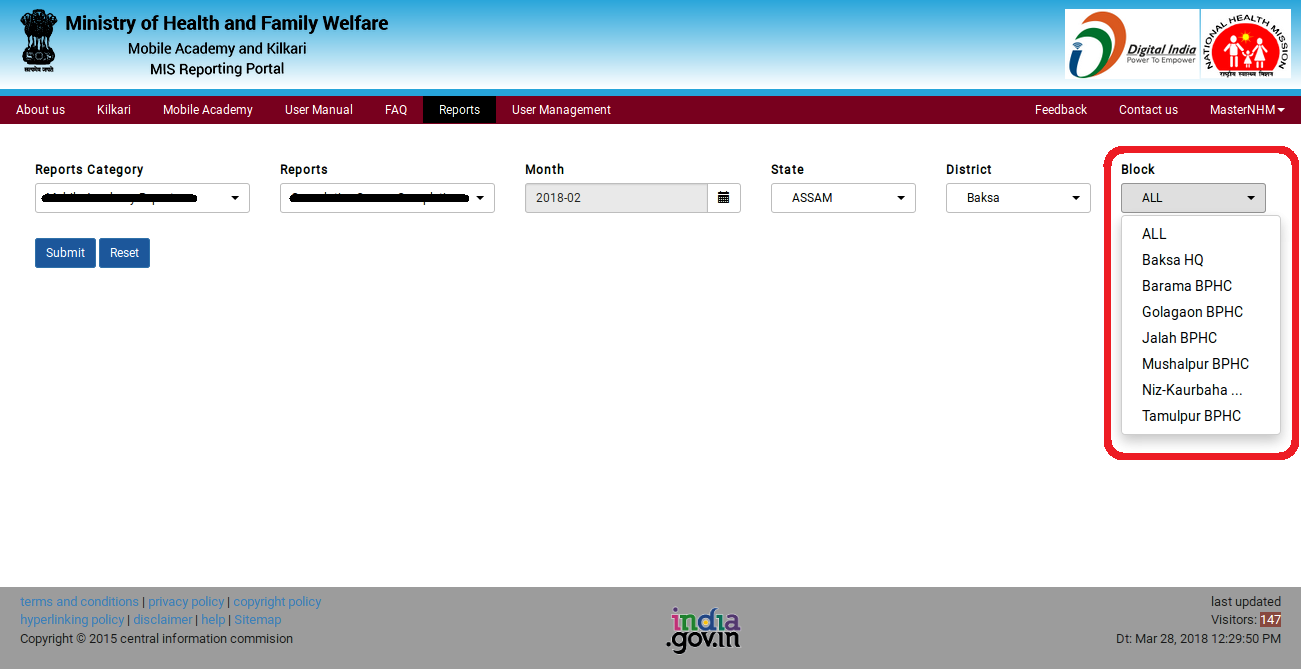 Ministry of Health and Family Welfare
Mobile Academy and Kilkari
MIS Reporting Portal
सत्यमेव जयते
Digital India
Power To Empower
NATIONAL HEALTH MISSION
राष्ट्रीय स्वास्थ्य मिशन
About us Kilkari Mobile Academy User Manual FAQ Reports User Management Feedback Contact us MasterNHM
Reports Category Reports Month State District Block
2018-02 ASSAM Baksa ALL
Submit Reset
ALL
Baksa HQ
Barama BPHC
Golagaon BPHC
Jalah BPHC
Mushalpur BPHC
Niz-Kaurbaha ...
Tamulpur BPHC
terms and conditions | privacy policy | copyright policy
hyperlinking policy | disclaimer | help | Sitemap
Copyright © 2015 central information commision
india
.gov.in
last updated
Visitors: 147
Dt: Mar 28, 2018 12:29:50 PM